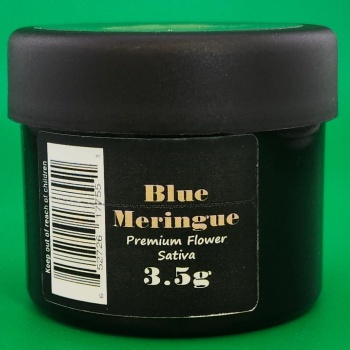 Keep out of reach of children
Blue
Meringue
Premium Flower
Sativa
3.5g